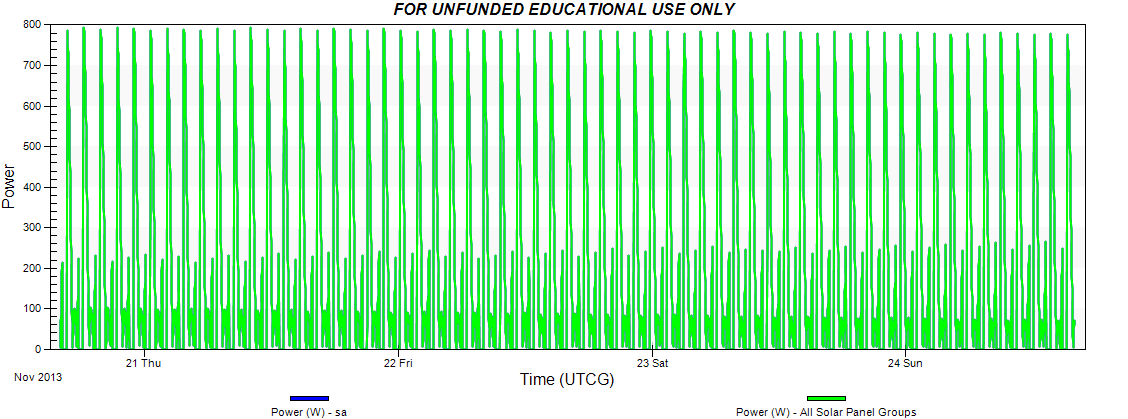 FOR UNFUNDED EDUCATIONAL USE ONLY
800
700
600
500
400
300
200
100
0
Power
21 Thu 22 Fri 23 Sat 24 Sun
Nov 2013
Time (UTCG)
Power (W) - sa Power (W) - All Solar Panel Groups